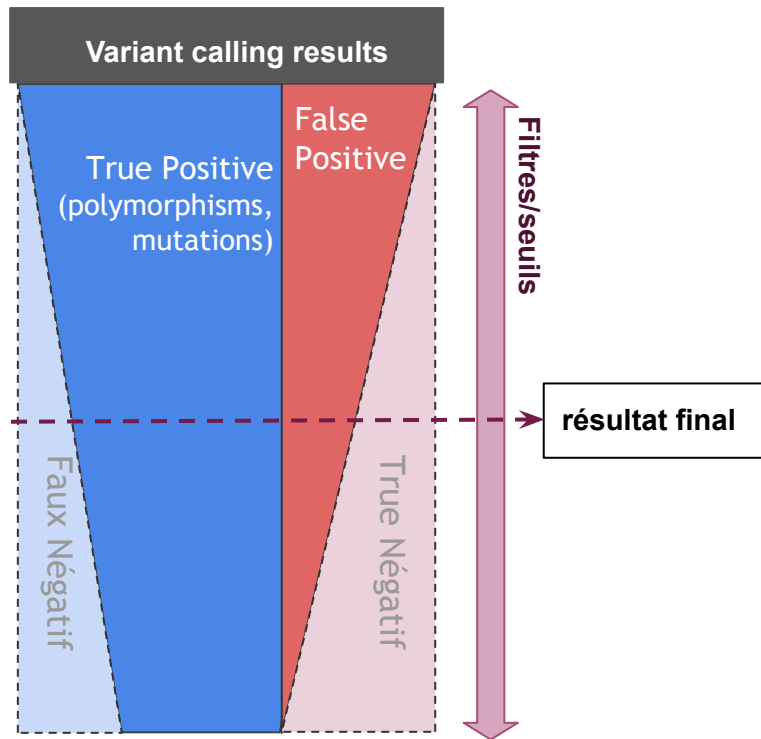 Variant calling results
False
Positive
True Positive
(polymorphisms,
mutations)
Filtres/seuils
résultat final
Faux Négatif
True Négatif